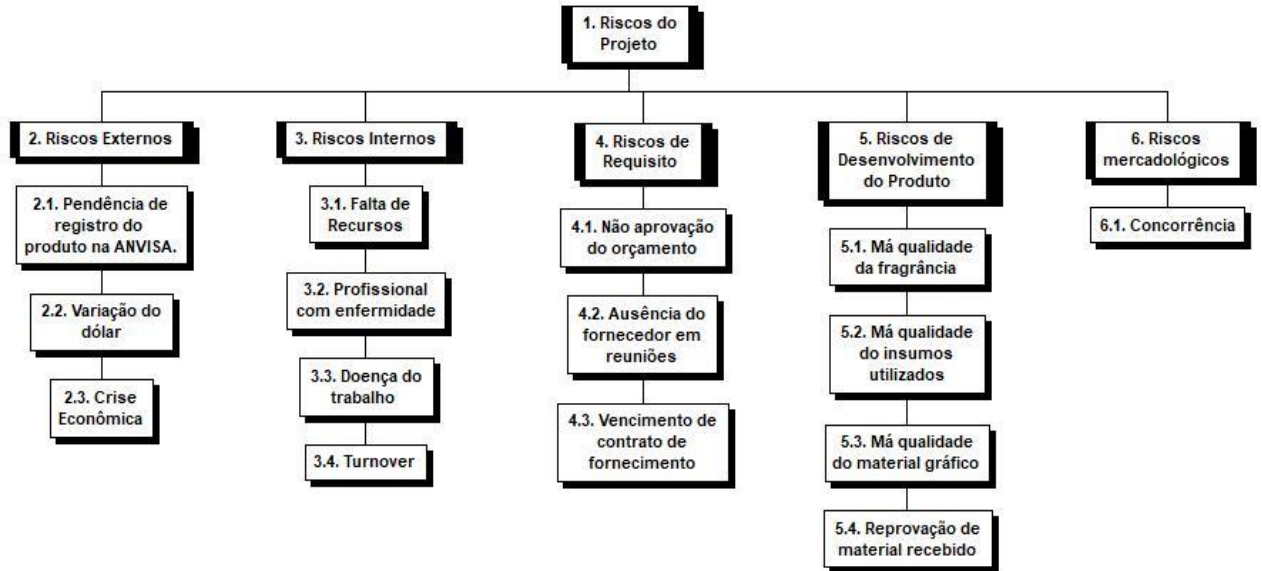 1. Riscos do
Projeto
2. Riscos Externos
2.1. Pendência de
registro do
produto na ANVISA.
2.2. Variação do
dólar
2.3. Crise
Econômica
3. Riscos Internos
3.1. Falta de
Recursos
3.2. Profissional
com enfermidade
3.3. Doença do
trabalho
3.4. Turnover
4. Riscos de
Requisito
4.1. Não aprovação
do orçamento
4.2. Ausência do
fornecedor em
reuniões
4.3. Vencimento de
contrato de
fornecimento
5. Riscos de
Desenvolvimento
do Produto
5.1. Má qualidade
da fragrância
5.2. Má qualidade
do insumos
utilizados
5.3. Má qualidade
do material gráfico
5.4. Reprovação de
material recebido
6. Riscos
mercadológicos
6.1. Concorrência